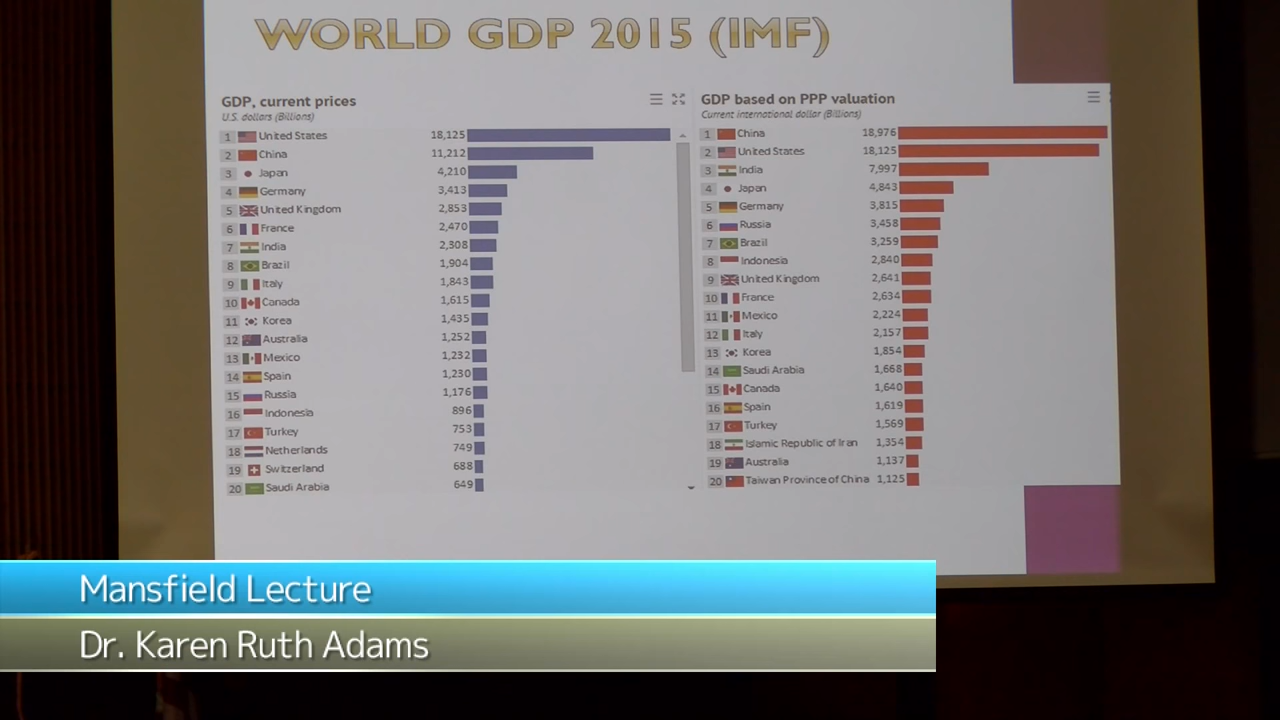 WORLD GDP 2015 (IMF)
GDP, current prices
U.S. dollars (Billions)
1 United States 18,125
2 China 11,212
3 Japan 4,210
4 Germany 3,413
5 United Kingdom 2,853
6 France 2,470
7 India 2,308
8 Brazil 1,904
9 Italy 1,843
10 Canada 1,615
11 Korea 1,435
12 Australia 1,252
13 Mexico 1,232
14 Spain 1,230
15 Russia 1,176
16 Indonesia 896
17 Turkey 753
18 Netherlands 749
19 Switzerland 688
20 Saudi Arabia 649
GDP based on PPP valuation
Current international dollar (Billions)
1 China 18,976
2 United States 18,125
3 India 7,997
4 Japan 4,843
5 Germany 3,815
6 Russia 3,458
7 Brazil 3,259
8 Indonesia 2,840
9 United Kingdom 2,641
10 France 2,634
11 Mexico 2,224
12 Italy 2,157
13 Korea 1,854
14 Saudi Arabia 1,668
15 Canada 1,640
16 Spain 1,619
17 Turkey 1,569
18 Islamic Republic of Iran 1,354
19 Australia 1,137
20 Taiwan Province of China 1,125
Mansfield Lecture
Dr. Karen Ruth Adams